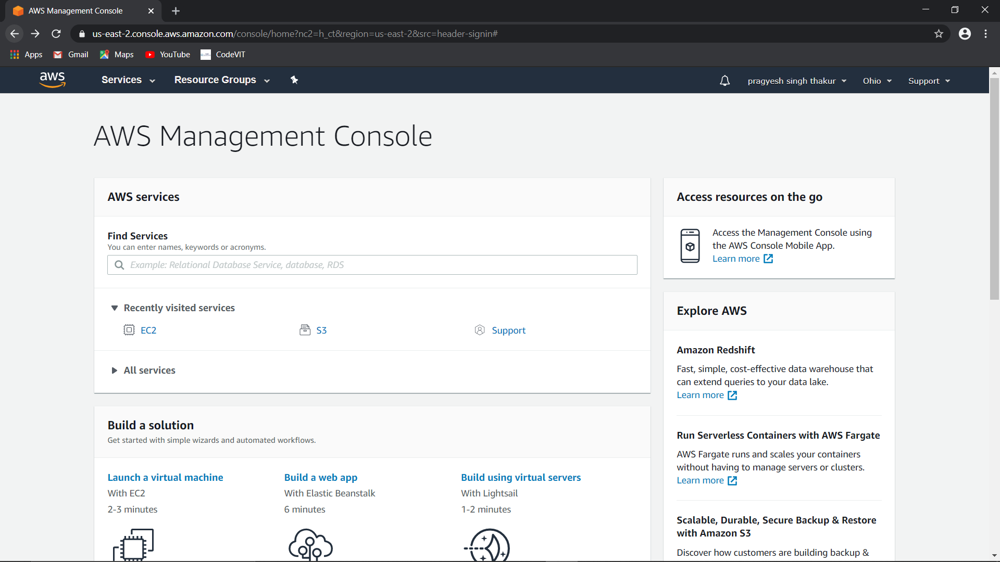 AWS Management Console
us-east-2.console.aws.amazon.com/console/home?nc2=h_ct&region=us-east-2&src=header-signin#
Apps Gmail Maps YouTube CodeVIT
aws Services Resource Groups pragyesh singh thakur Ohio Support
AWS Management Console
AWS services
Find Services
You can enter names, keywords or acronyms.
Example: Relational Database Service, database, RDS
Recently visited services
EC2 S3 Support
All services
Build a solution
Get started with simple wizards and automated workflows.
Launch a virtual machine
With EC2
2-3 minutes
Build a web app
With Elastic Beanstalk
6 minutes
Build using virtual servers
With Lightsail
1-2 minutes
Access resources on the go
Access the Management Console using
the AWS Console Mobile App.
Learn more
Explore AWS
Amazon Redshift
Fast, simple, cost-effective data warehouse that
can extend queries to your data lake.
Learn more
Run Serverless Containers with AWS Fargate
AWS Fargate runs and scales your containers
without having to manage servers or clusters.
Learn more
Scalable, Durable, Secure Backup & Restore
with Amazon S3
Discover how customers are building backup &